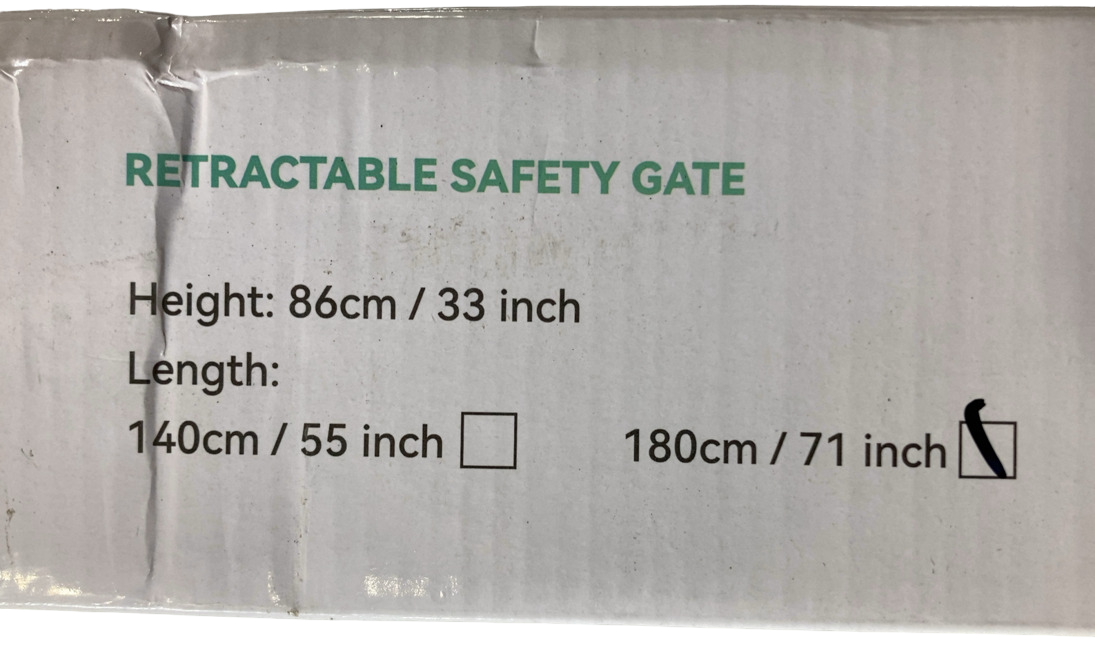 RETRACTABLE SAFETY GATE
Height: 86cm / 33 inch
Length:
140cm / 55 inch 180cm / 71 inch